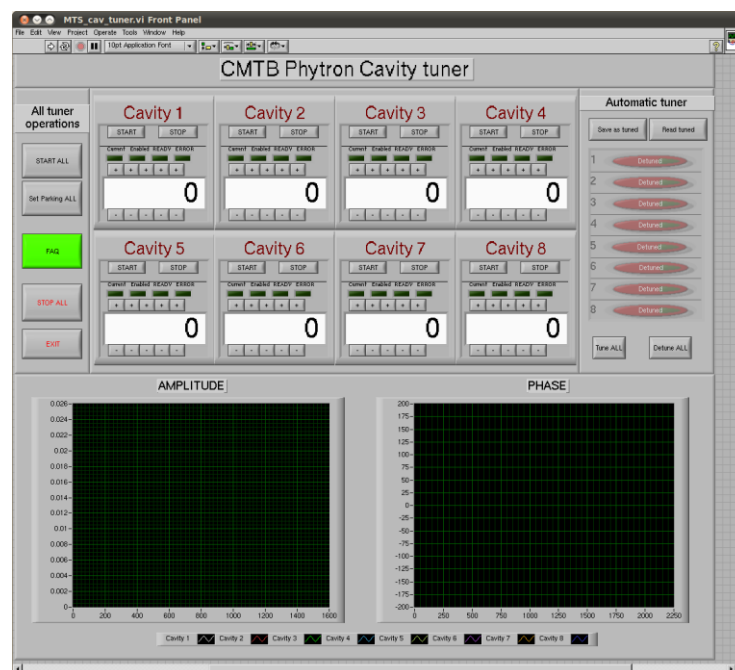 MTS_cav_tuner.vi Front Panel
File Edit View Project Operate Tools Window Help
10pt Application Font
CMTB Phytron Cavity tuner
All tuner
operations
START ALL
Set Parking ALL
FAQ
STOP ALL
EXIT
Cavity 1
START STOP
Commt Enabled READY ERROR
+ + + + +
0
- - - - -
Cavity 2
START STOP
Commt Enabled READY ERROR
+ + + + +
0
- - - - -
Cavity 3
START STOP
Commt Enabled READY ERROR
+ + + + +
0
- - - - -
Cavity 4
START STOP
Commt Enabled READY ERROR
+ + + + +
0
- - - - -
Cavity 5
START STOP
Commt Enabled READY ERROR
+ + + + +
0
- - - - -
Cavity 6
START STOP
Commt Enabled READY ERROR
+ + + + +
0
- - - - -
Cavity 7
START STOP
Commt Enabled READY ERROR
+ + + + +
0
- - - - -
Cavity 8
START STOP
Commt Enabled READY ERROR
+ + + + +
0
- - - - -
Automatic tuner
Save as tuned Read tuned
1 Detuned
2 Detuned
3 Detuned
4 Detuned
5 Detuned
6 Detuned
7 Detuned
8 Detuned
Tune ALL Detune ALL
AMPLITUDE
0.026
0.024
0.022
0.02
0.018
0.016
0.014
0.012
0.01
0.008
0.006
0.004
0.002
0
0 200 400 600 800 1000 1200 1400 1600
PHASE
200
175
150
125
100
75
50
25
0
-25
-50
-75
-100
-125
-150
-175
-200
0 250 500 750 1000 1250 1500 1750 2000 2250
Cavity 1 Cavity 2 Cavity 3 Cavity 4 Cavity 5 Cavity 6 Cavity 7 Cavity 8